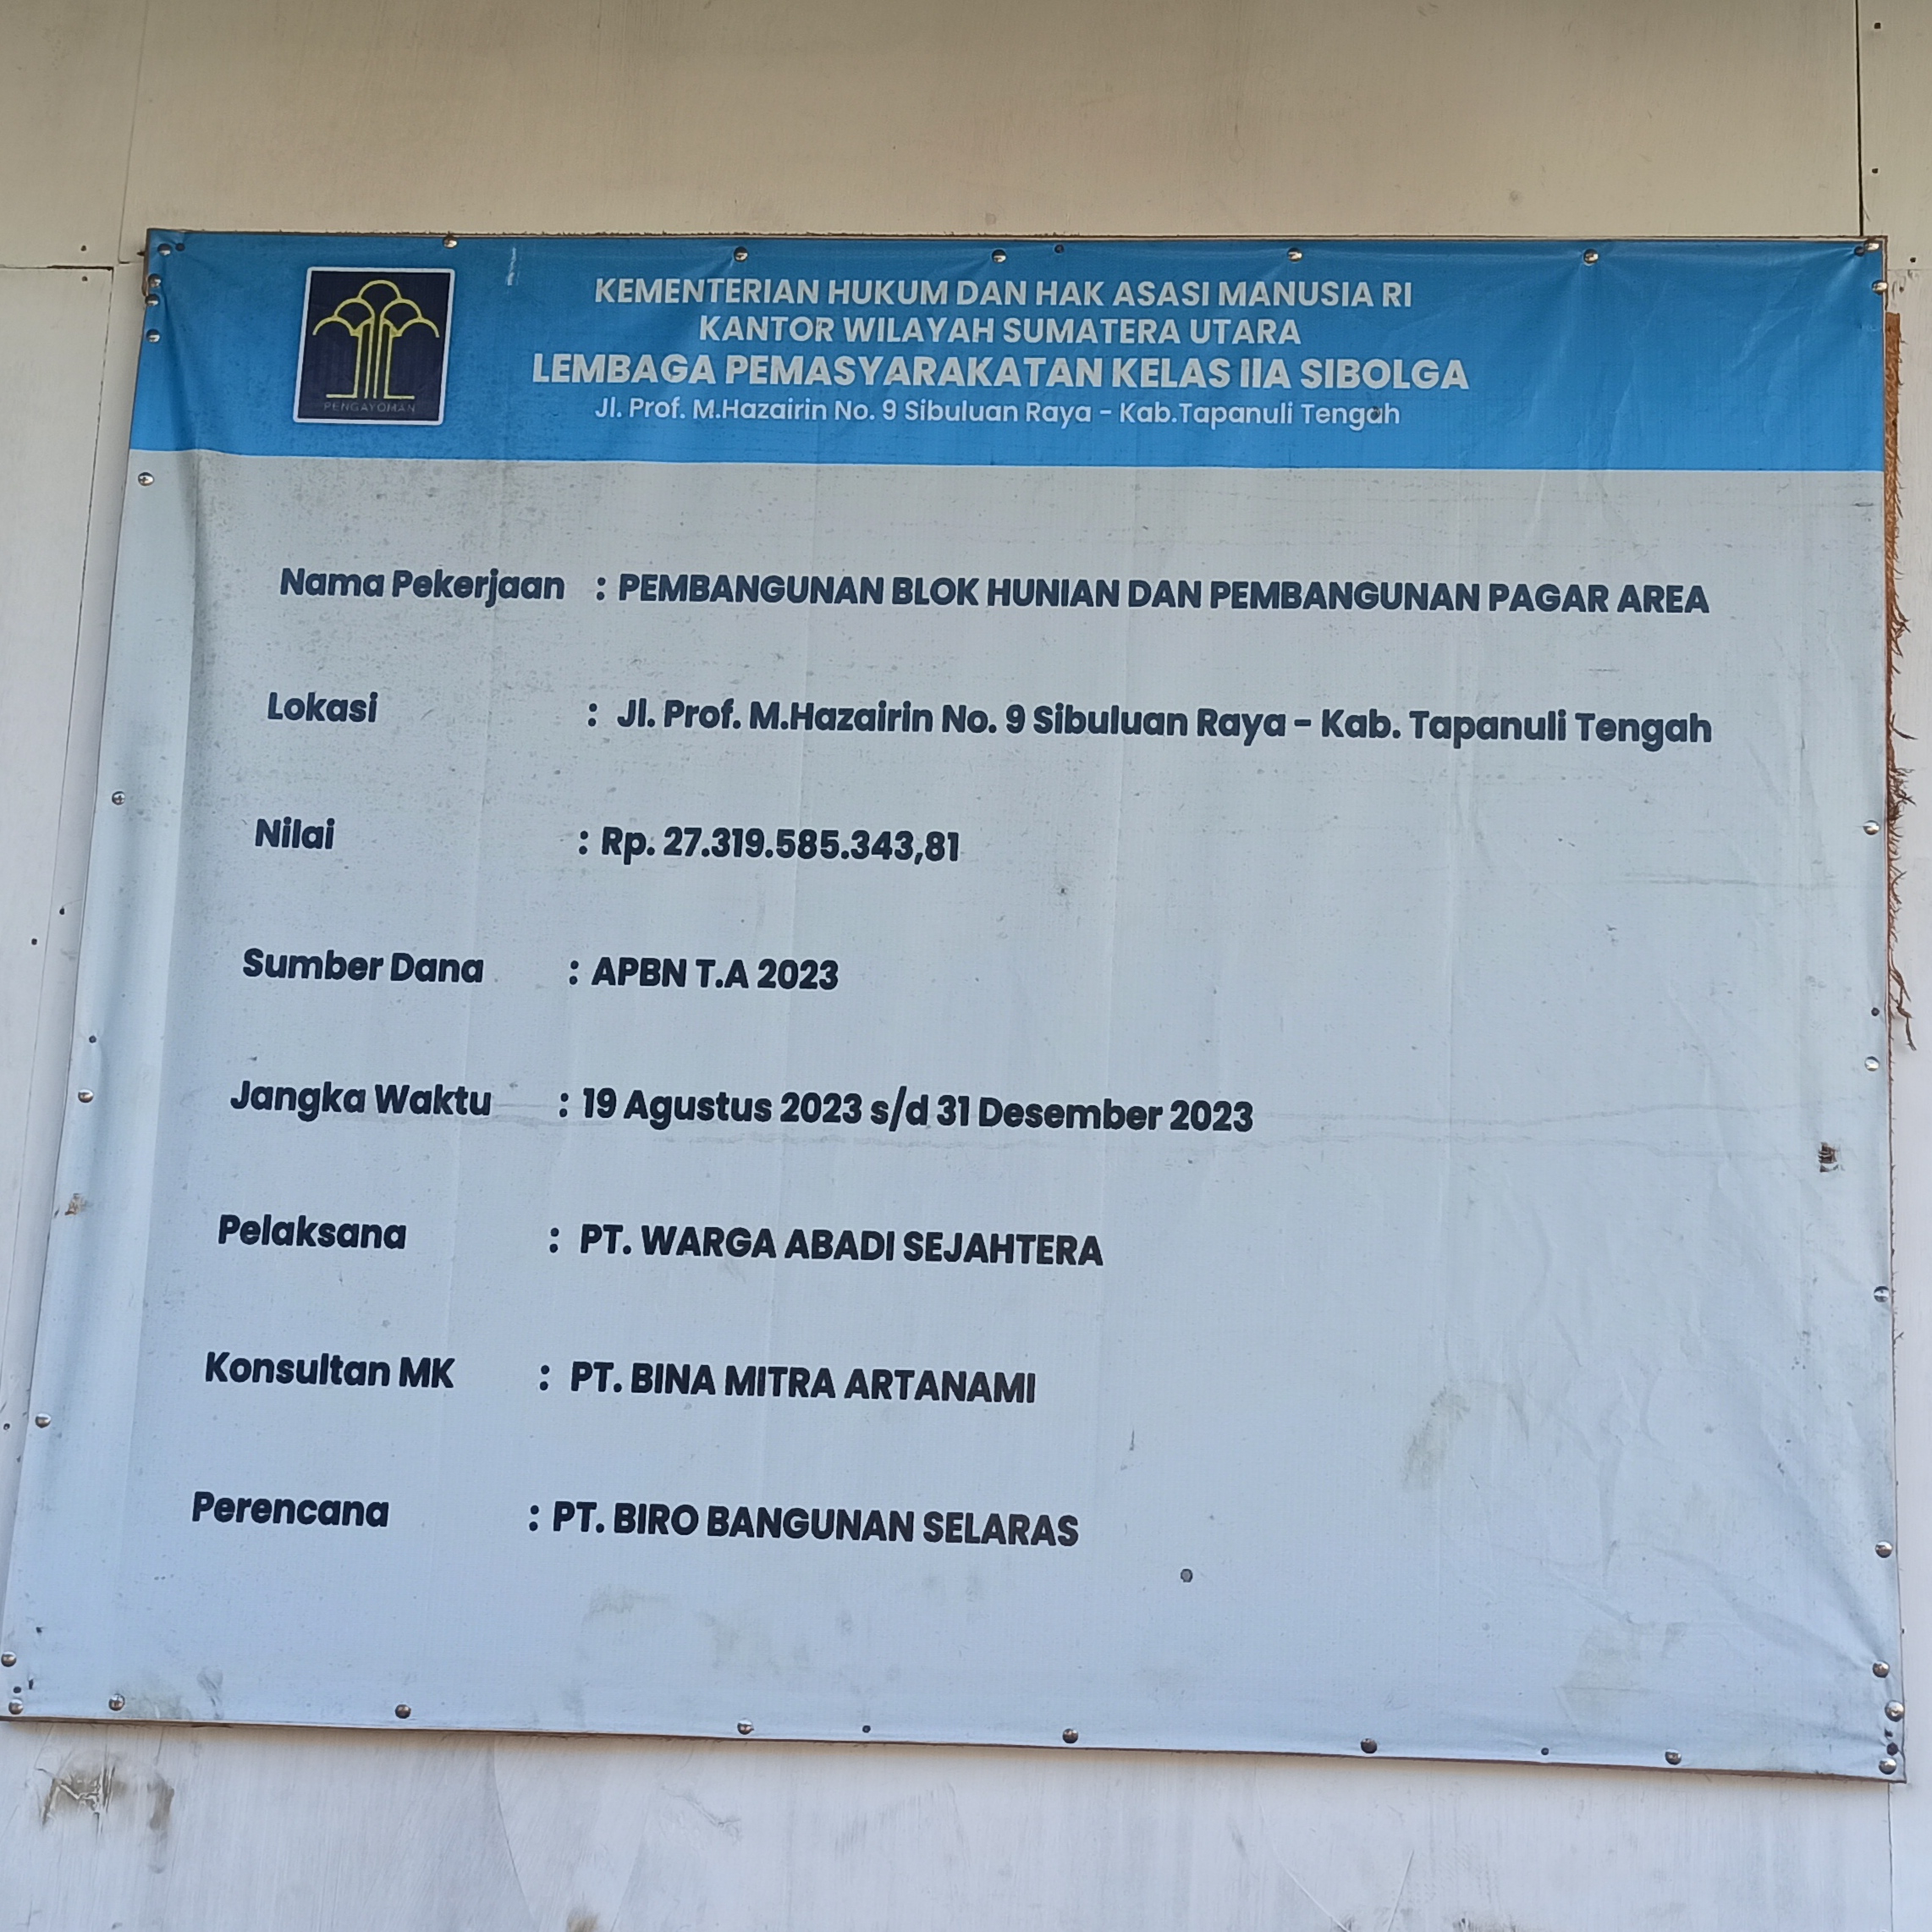 PENGAYOMAN
KEMENTERIAN HUKUM DAN HAK ASASI MANUSIA RI
KANTOR WILAYAH SUMATERA UTARA
LEMBAGA PEMASYARAKATAN KELAS IIA SIBOLGA
Jl. Prof. M.Hazairin No. 9 Sibuluan Raya - Kab.Tapanuli Tengah
Nama Pekerjaan : PEMBANGUNAN BLOK HUNIAN DAN PEMBANGUNAN PAGAR AREA
Lokasi : Jl. Prof. M.Hazairin No. 9 Sibuluan Raya - Kab. Tapanuli Tengah
Nilai : Rp. 27.319.585.343,81
Sumber Dana : APBN T.A 2023
Jangka Waktu : 19 Agustus 2023 s/d 31 Desember 2023
Pelaksana : PT. WARGA ABADI SEJAHTERA
Konsultan MK : PT. BINA MITRA ARTANAMI
Perencana : PT. BIRO BANGUNAN SELARAS